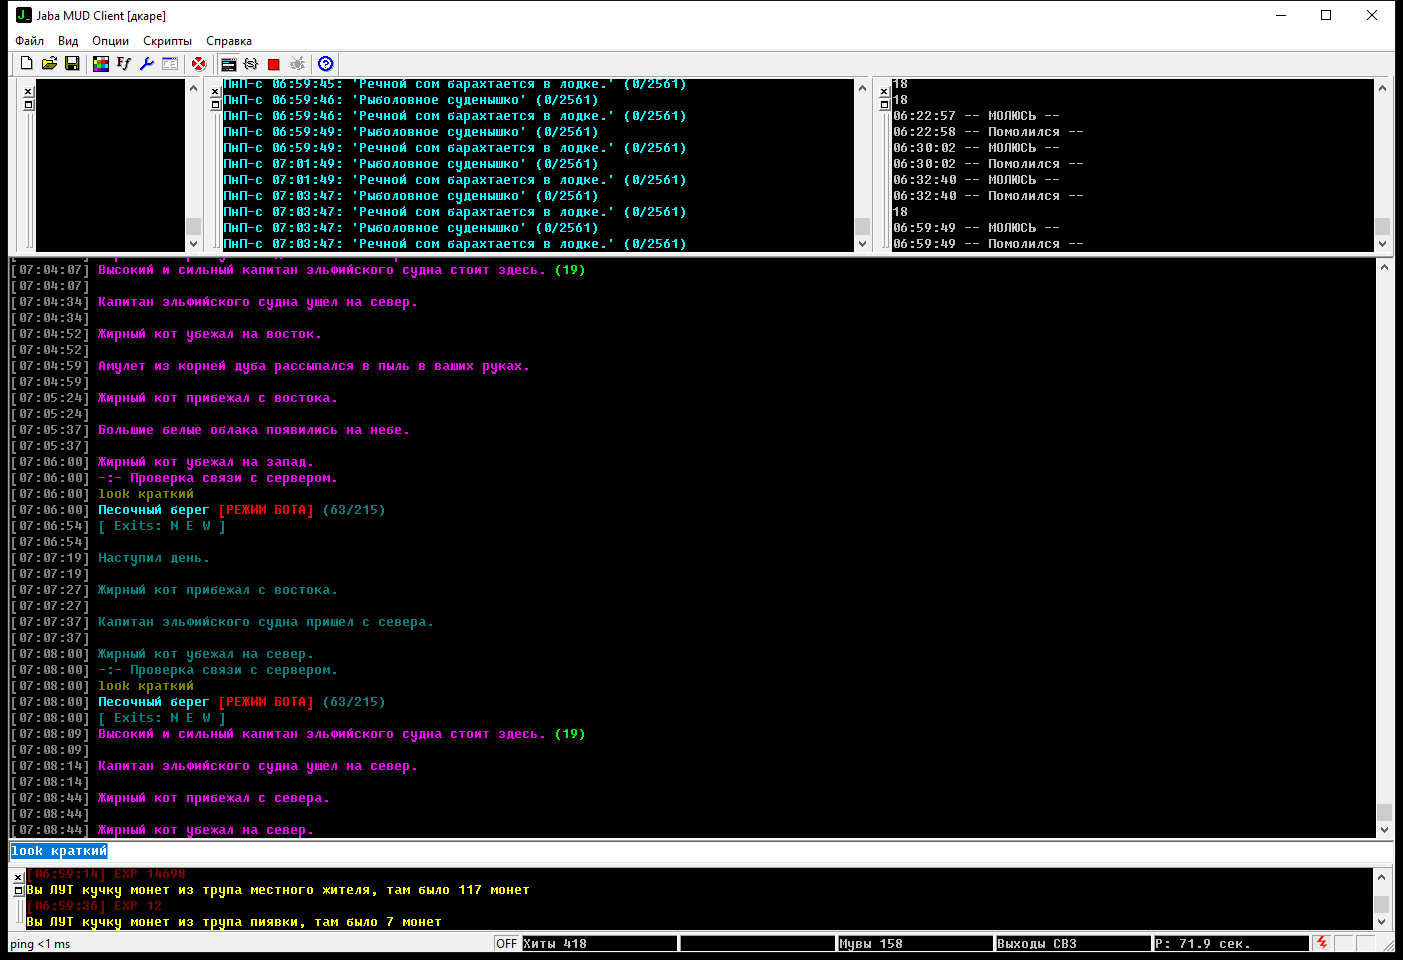 Jaba MUD Client [дкаре]
Файл Вид Опции Скрипты Справка
ПнП-с 06:59:45: 'Речной сом барахтается в лодке.' (0/2561)
ПнП-с 06:59:46: 'Рыболовное суденышко' (0/2561)
ПнП-с 06:59:46: 'Речной сом барахтается в лодке.' (0/2561)
ПнП-с 06:59:49: 'Рыболовное суденышко' (0/2561)
ПнП-с 06:59:49: 'Речной сом барахтается в лодке.' (0/2561)
ПнП-с 07:01:49: 'Рыболовное суденышко' (0/2561)
ПнП-с 07:01:49: 'Речной сом барахтается в лодке.' (0/2561)
ПнП-с 07:03:47: 'Рыболовное суденышко' (0/2561)
ПнП-с 07:03:47: 'Речной сом барахтается в лодке.' (0/2561)
ПнП-с 07:03:47: 'Рыболовное суденышко' (0/2561)
ПнП-с 07:03:47: 'Речной сом барахтается в лодке.' (0/2561)
18
18
06:22:57 -- МОЛЮСЬ --
06:22:58 -- Помолился --
06:30:02 -- МОЛЮСЬ --
06:30:02 -- Помолился --
06:32:40 -- МОЛЮСЬ --
06:32:40 -- Помолился --
18
06:59:49 -- МОЛЮСЬ --
06:59:49 -- Помолился --
[07:04:07] Высокий и сильный капитан эльфийского судна стоит здесь. (19)
[07:04:07]
[07:04:34] Капитан эльфийского судна ушел на север.
[07:04:34]
[07:04:52] Жирный кот убежал на восток.
[07:04:52]
[07:04:59] Амулет из корней дуба рассыпался в пыль в ваших руках.
[07:04:59]
[07:05:24] Жирный кот прибежал с востока.
[07:05:24]
[07:05:37] Большие белые облака появились на небе.
[07:05:37]
[07:06:00] Жирный кот убежал на запад.
[07:06:00] -:- Проверка связи с сервером.
[07:06:00] look краткий
[07:06:00] Песочный берег [РЕЖИМ БОТА] (63/215)
[07:06:54] [ Exits: N E W ]
[07:06:54]
[07:07:19] Наступил день.
[07:07:19]
[07:07:27] Жирный кот прибежал с востока.
[07:07:27]
[07:07:37] Капитан эльфийского судна пришел с севера.
[07:07:37]
[07:08:00] Жирный кот убежал на север.
[07:08:00] -:- Проверка связи с сервером.
[07:08:00] look краткий
[07:08:00] Песочный берег [РЕЖИМ БОТА] (63/215)
[07:08:00] [ Exits: N E W ]
[07:08:09] Высокий и сильный капитан эльфийского судна стоит здесь. (19)
[07:08:09]
[07:08:14] Капитан эльфийского судна ушел на север.
[07:08:14]
[07:08:44] Жирный кот прибежал с севера.
[07:08:44]
[07:08:44] Жирный кот убежал на север.
look краткий
[06:59:14] EXP 14698
Вы ЛУТ кучку монет из трупа местного жителя, там было 117 монет
[06:59:36] EXP 12
Вы ЛУТ кучку монет из трупа пиявки, там было 7 монет
ping <1 ms OFF Хиты 418 Мувы 158 Выходы СВЗ Р: 71.9 сек.